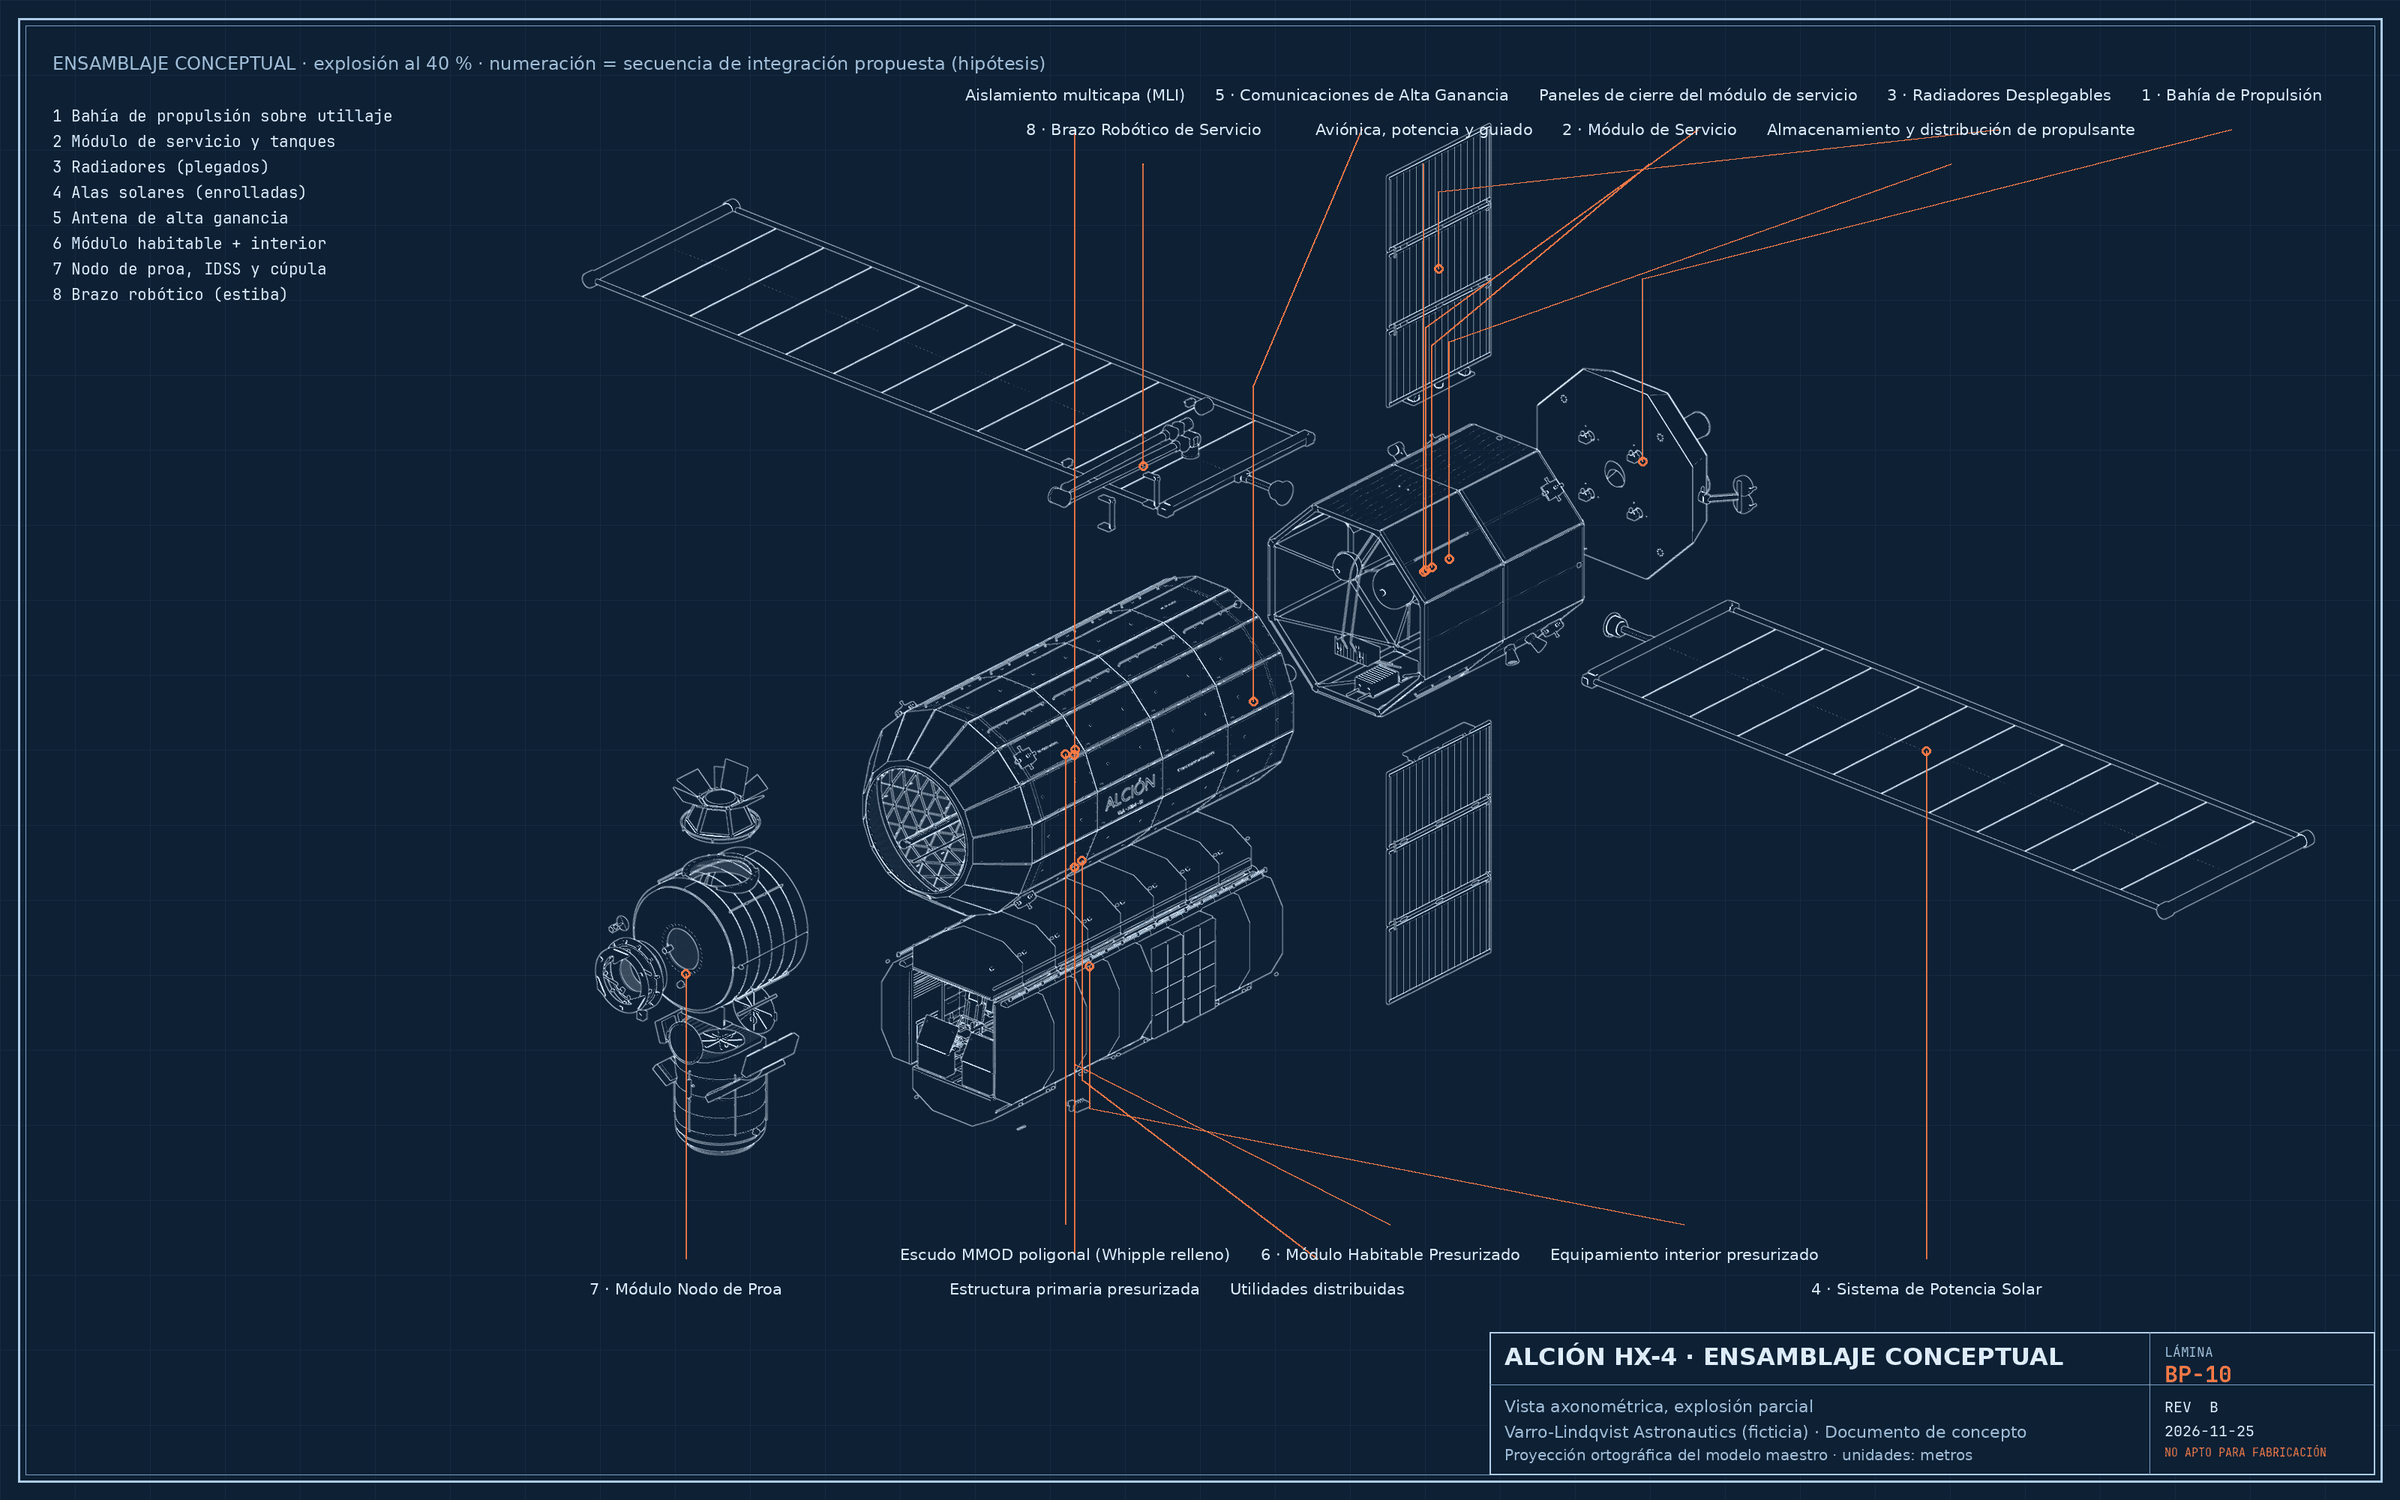 ENSAMBLAJE CONCEPTUAL · explosión al 40 % · numeración = secuencia de integración propuesta (hipótesis)
1 Bahía de propulsión sobre utillaje
2 Módulo de servicio y tanques
3 Radiadores (plegados)
4 Alas solares (enrolladas)
5 Antena de alta ganancia
6 Módulo habitable + interior
7 Nodo de proa, IDSS y cúpula
8 Brazo robótico (estiba)
Aislamiento multicapa (MLI)
5 · Comunicaciones de Alta Ganancia
Paneles de cierre del módulo de servicio
3 · Radiadores Desplegables
1 · Bahía de Propulsión
8 · Brazo Robótico de Servicio
Aviónica, potencia y guiado
2 · Módulo de Servicio
Almacenamiento y distribución de propulsante
ALCIÓN
Escudo MMOD poligonal (Whipple relleno)
6 · Módulo Habitable Presurizado
Equipamiento interior presurizado
7 · Módulo Nodo de Proa
Estructura primaria presurizada
Utilidades distribuidas
4 · Sistema de Potencia Solar
ALCIÓN HX-4 · ENSAMBLAJE CONCEPTUAL
Vista axonométrica, explosión parcial
Varro-Lindqvist Astronautics (ficticia) · Documento de concepto
Proyección ortográfica del modelo maestro · unidades: metros
LÁMINA
BP-10
REV B
2026-11-25
NO APTO PARA FABRICACIÓN